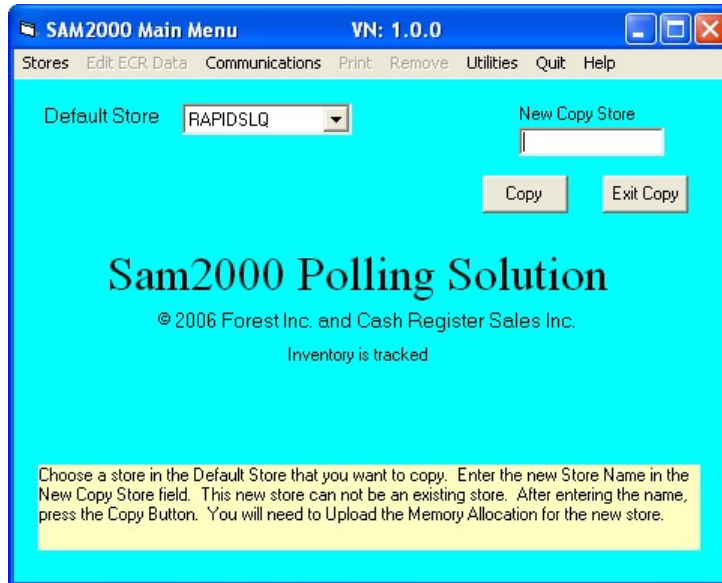 SAM2000 Main Menu VN: 1.0.0
Stores Edit ECR Data Communications Print Remove Utilities Quit Help
Default Store RAPIDSLQ New Copy Store
Copy Exit Copy
Sam2000 Polling Solution
© 2006 Forest Inc. and Cash Register Sales Inc.
Inventory is tracked
Choose a store in the Default Store that you want to copy. Enter the new Store Name in the
New Copy Store field. This new store can not be an existing store. After entering the name,
press the Copy Button. You will need to Upload the Memory Allocation for the new store.